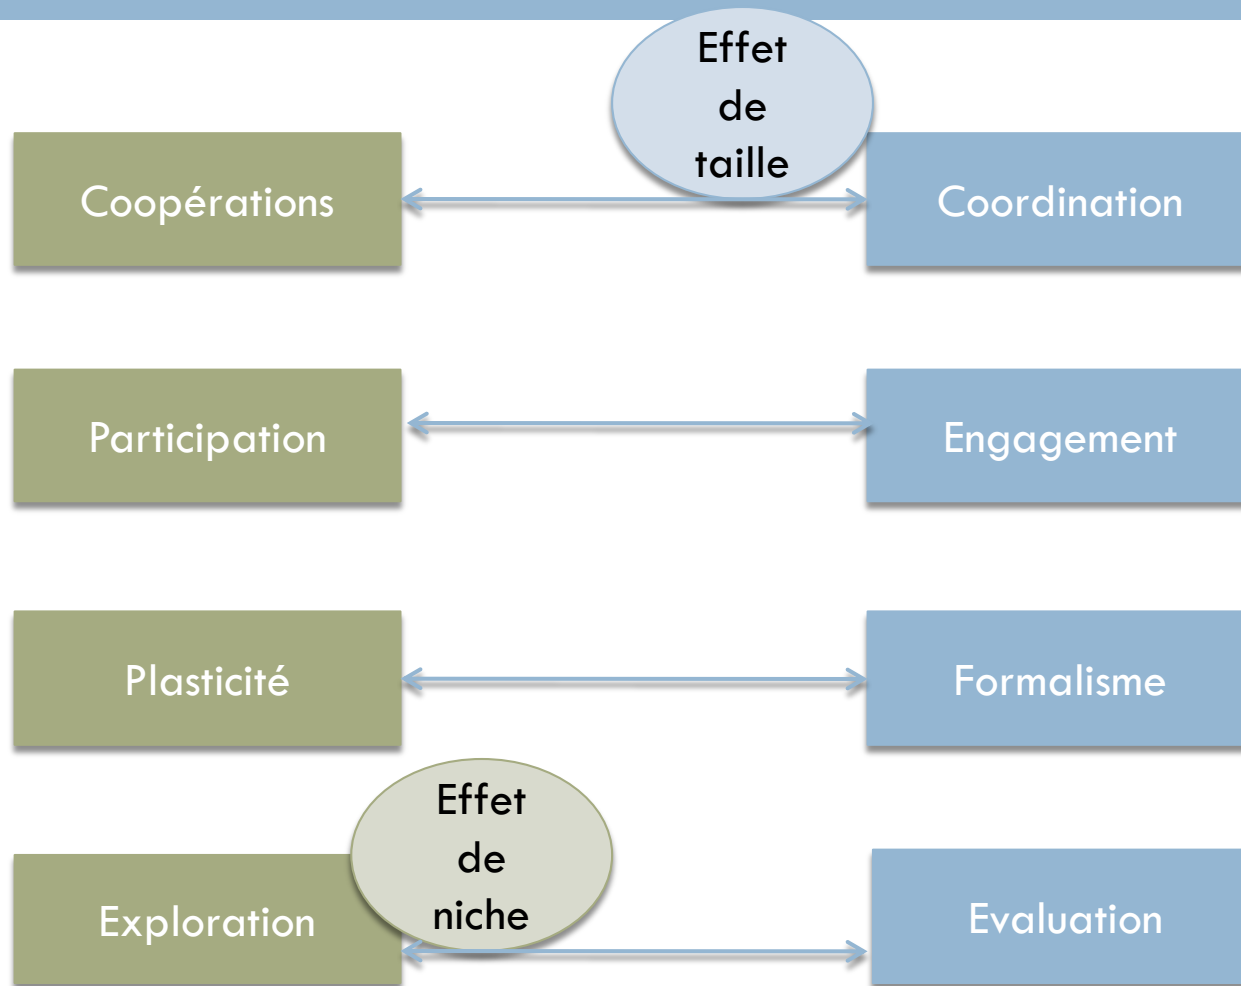 Effet
de
taille
Coopérations
Coordination
Participation
Engagement
Plasticité
Formalisme
Effet
de
niche
Exploration
Evaluation